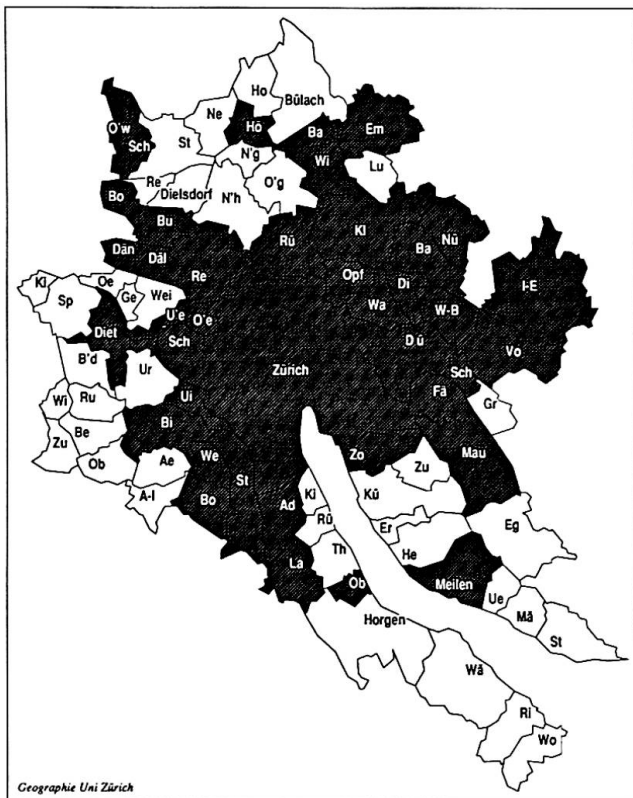 Ho
Bülach
Ne
O'w
Hö
Ba
Em
Sch
St
N'g
Wi
Lu
Re
Dielsdorf
O'g
Bo
N'h
Bu
Rü
Kl
Nü
Dän
Ba
Däl
Re
Opf
Di
Kl
Oe
Ge
Wei
I-E
Sp
Wa
W-B
U'e
O'e
Diet
Sch
Dü
Vo
B'd
Ur
Zürich
Sch
Wi
Ru
Ui
Fä
Gr
Bi
Zu
Be
We
Zo
Mau
Ob
Ae
Zu
St
A-l
Bo
Ad
Ki
Kü
Rü
Er
Eg
Th
He
La
Ob
Meilen
Ue
Horgen
Mä
St
Wä
Ri
Wo
Geographie Uni Zürich